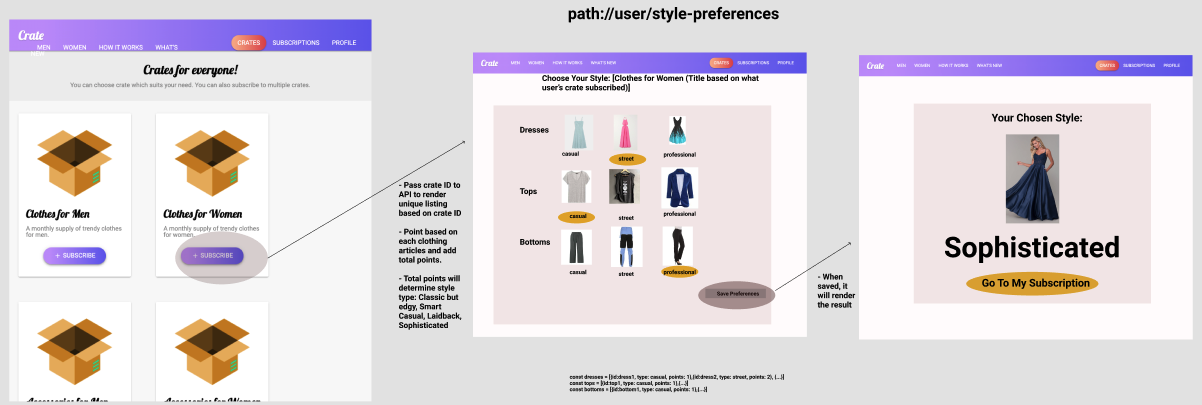 path://user/style-preferences
Crate
MEN WOMEN HOW IT WORKS WHAT'S
NEW
CRATES SUBSCRIPTIONS PROFILE
Crates for everyone!
You can choose crate which suits your need. You can also subscribe to multiple crates.
Clothes for Men
A monthly supply of trendy clothes
for men.
+ SUBSCRIBE
Clothes for Women
A monthly supply of trendy clothes
for women.
+ SUBSCRIBE
Accessories for Men
Accessories for Women
- Pass crate ID to
API to render
unique listing
based on crate ID
- Point based on
each clothing
articles and add
total points.
- Total points will
determine style
type: Classic but
edgy, Smart
Casual, Laidback,
Sophisticated
Crate MEN WOMEN HOW IT WORKS WHAT'S NEW CRATES SUBSCRIPTIONS PROFILE
Choose Your Style: [Clothes for Women (Title based on what
user's crate subscribed)]
Dresses
casual street professional
Tops
casual street professional
Bottoms
casual street professional
Save Preferences
const dresses = [{id:dress1, type: casual, points: 1},{id:dress2, type: street, points: 2}, {...}]
const tops = [{id:top1, type: casual, points: 1},{...}]
const bottoms = [{id:bottom1, type: casual, points: 1},{...}]
- When
saved, it
will render
the result
Crate MEN WOMEN HOW IT WORKS WHAT'S NEW CRATES SUBSCRIPTIONS PROFILE
Your Chosen Style:
Sophisticated
Go To My Subscription